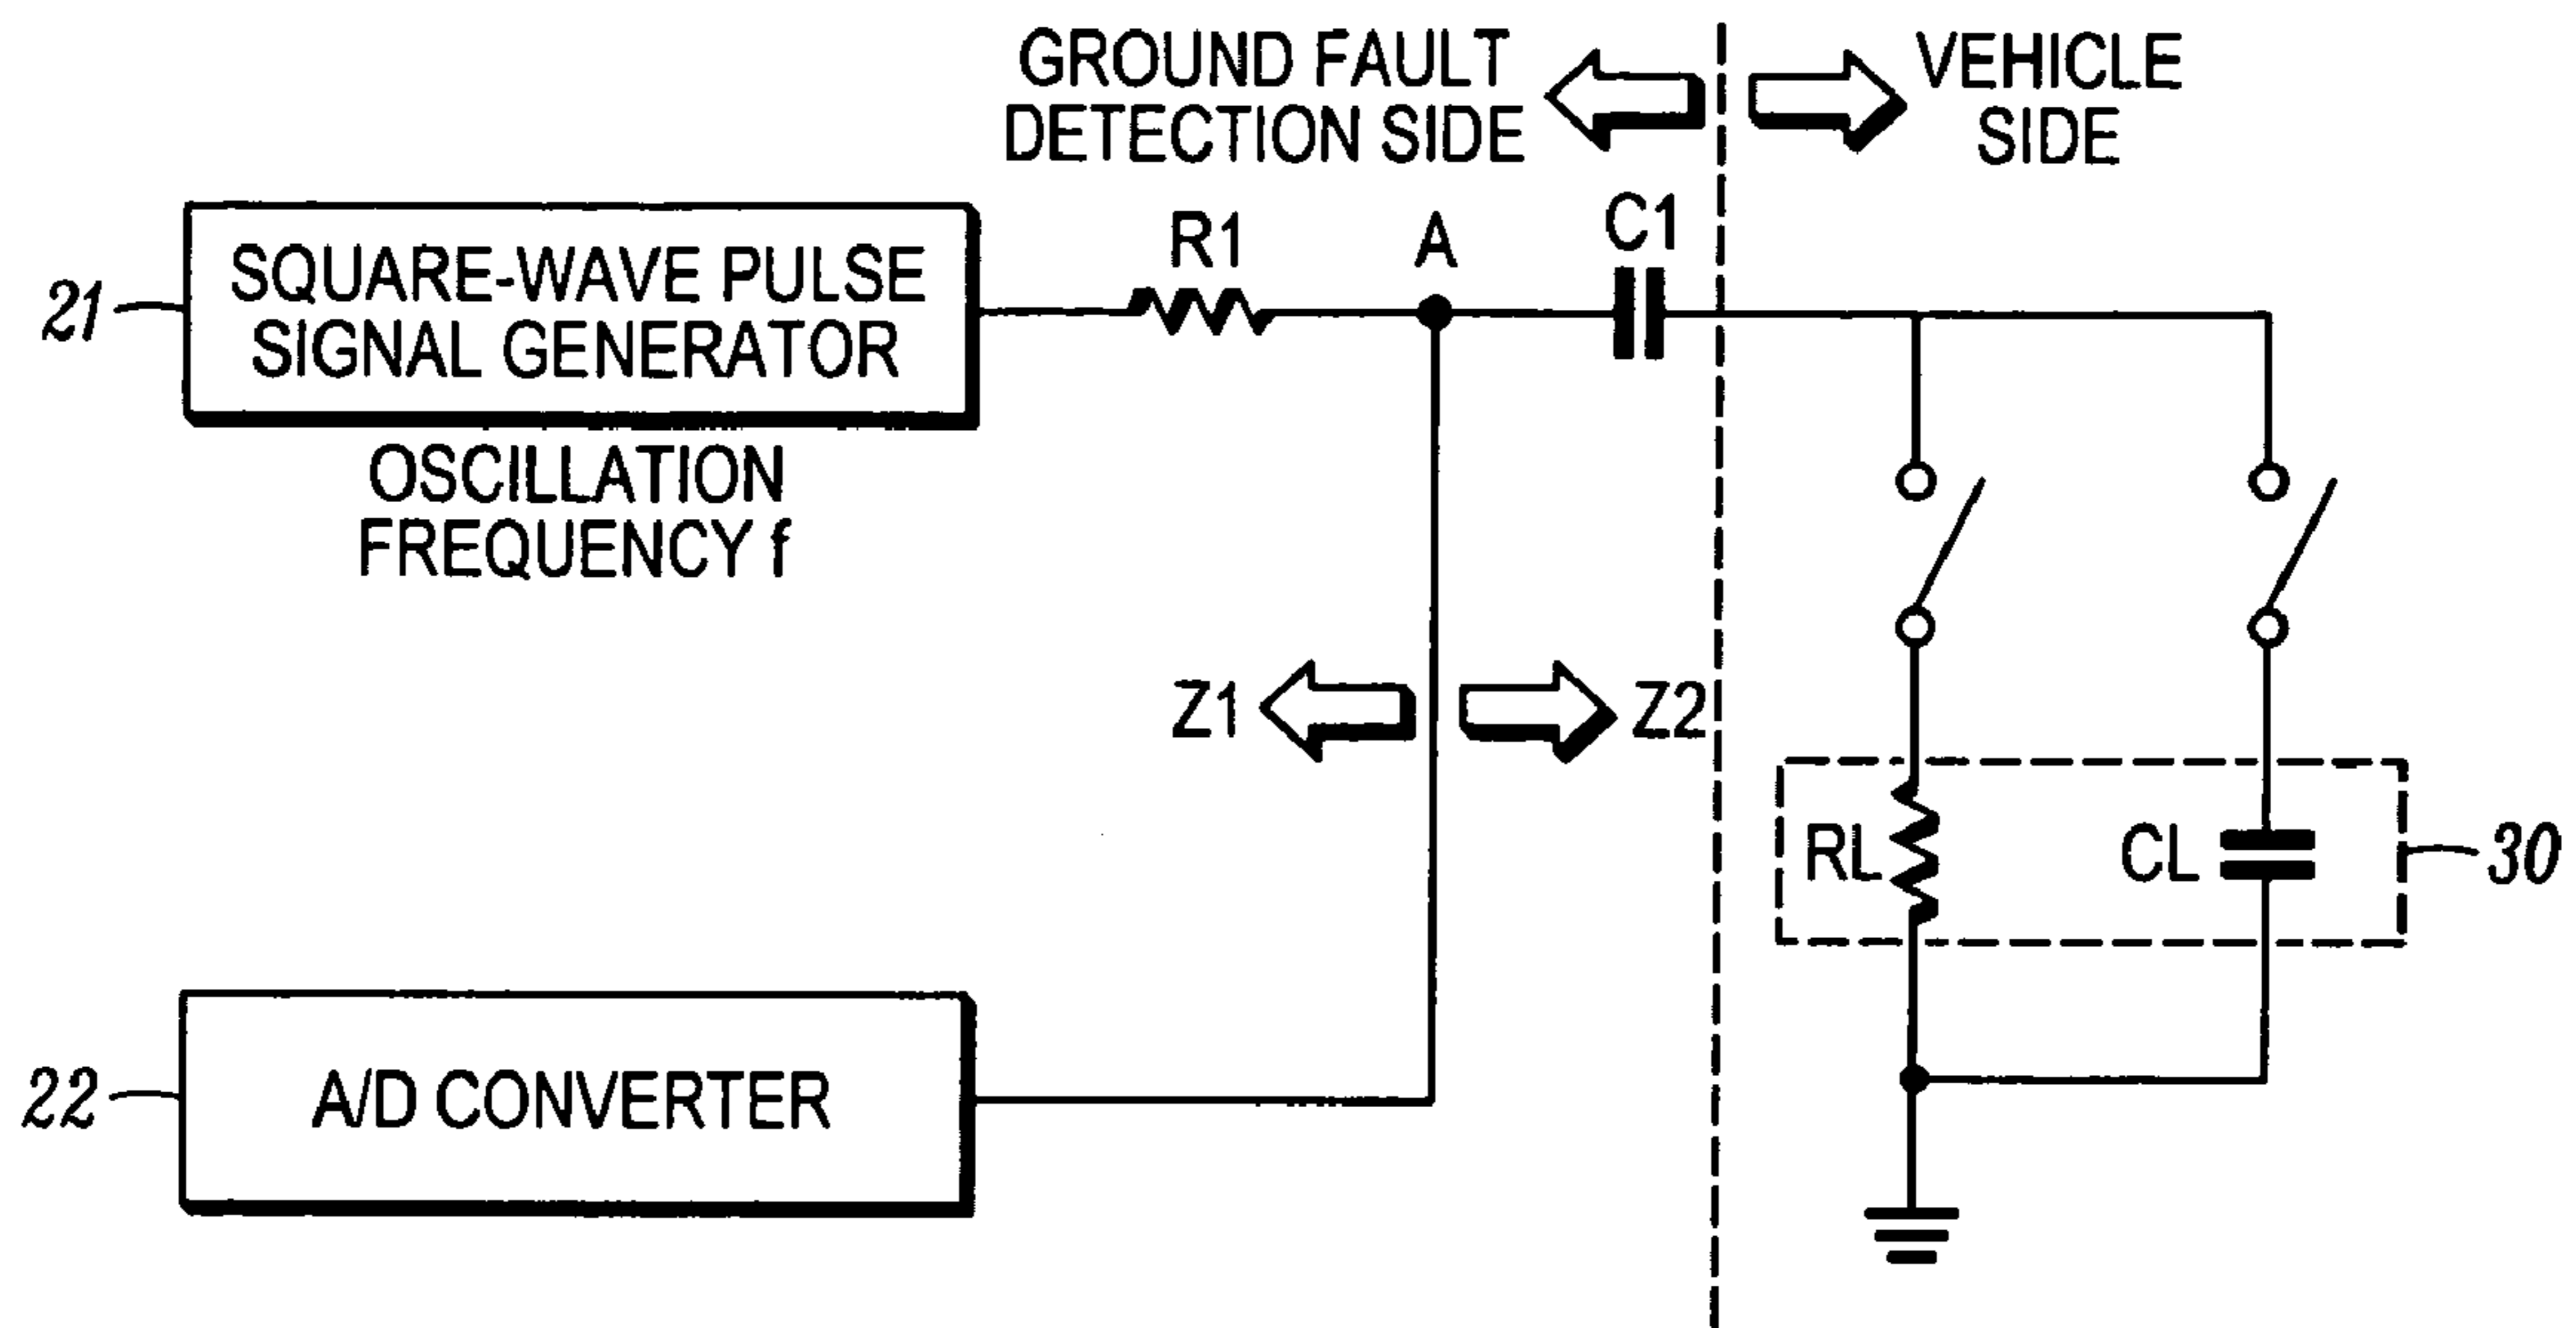 GROUND FAULT
DETECTION SIDE
VEHICLE
SIDE
21
SQUARE-WAVE PULSE
SIGNAL GENERATOR
OSCILLATION
FREQUENCY f
R1
A
C1
Z1
Z2
RL
CL
30
22
A/D CONVERTER